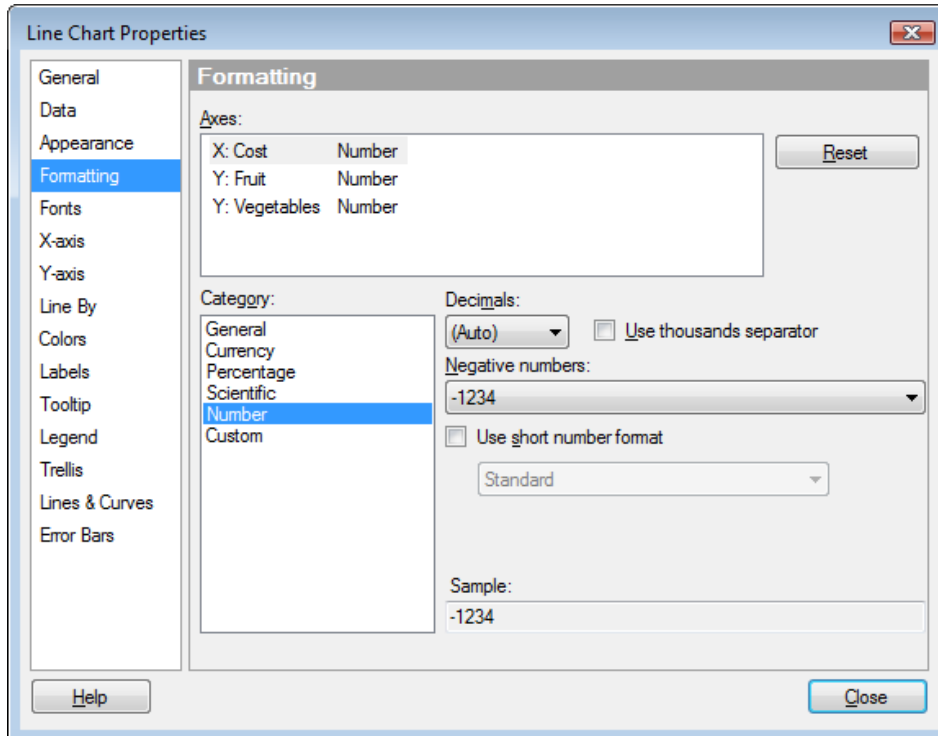 Line Chart Properties
General
Data
Appearance
Formatting
Fonts
X-axis
Y-axis
Line By
Colors
Labels
Tooltip
Legend
Trellis
Lines & Curves
Error Bars
Formatting
Axes:
X: Cost Number
Y: Fruit Number
Y: Vegetables Number
Reset
Category:
General
Currency
Percentage
Scientific
Number
Custom
Decimals:
(Auto)
Use thousands separator
Negative numbers:
-1234
Use short number format
Standard
Sample:
-1234
Help
Close